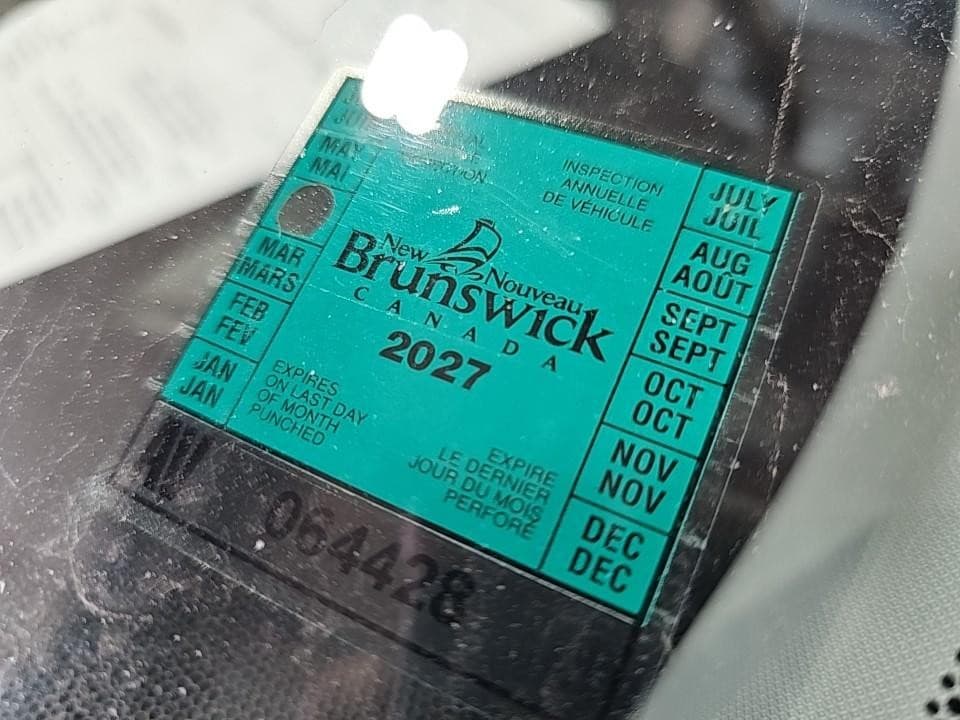 JUIN
MAY
MAI
MAR
MARS
FEB
FEV
JAN
JAN
INSPECTION
ANNUELLE
DE VÉHICULE
New Nouveau
Brunswick
CANADA
2027
EXPIRES
ON LAST DAY
OF MONTH
PUNCHED
EXPIRE
LE DERNIER
JOUR DU MOIS
PERFORÉ
JULY
JUIL
AUG
AOÛT
SEPT
SEPT
OCT
OCT
NOV
NOV
DEC
DEC
064428